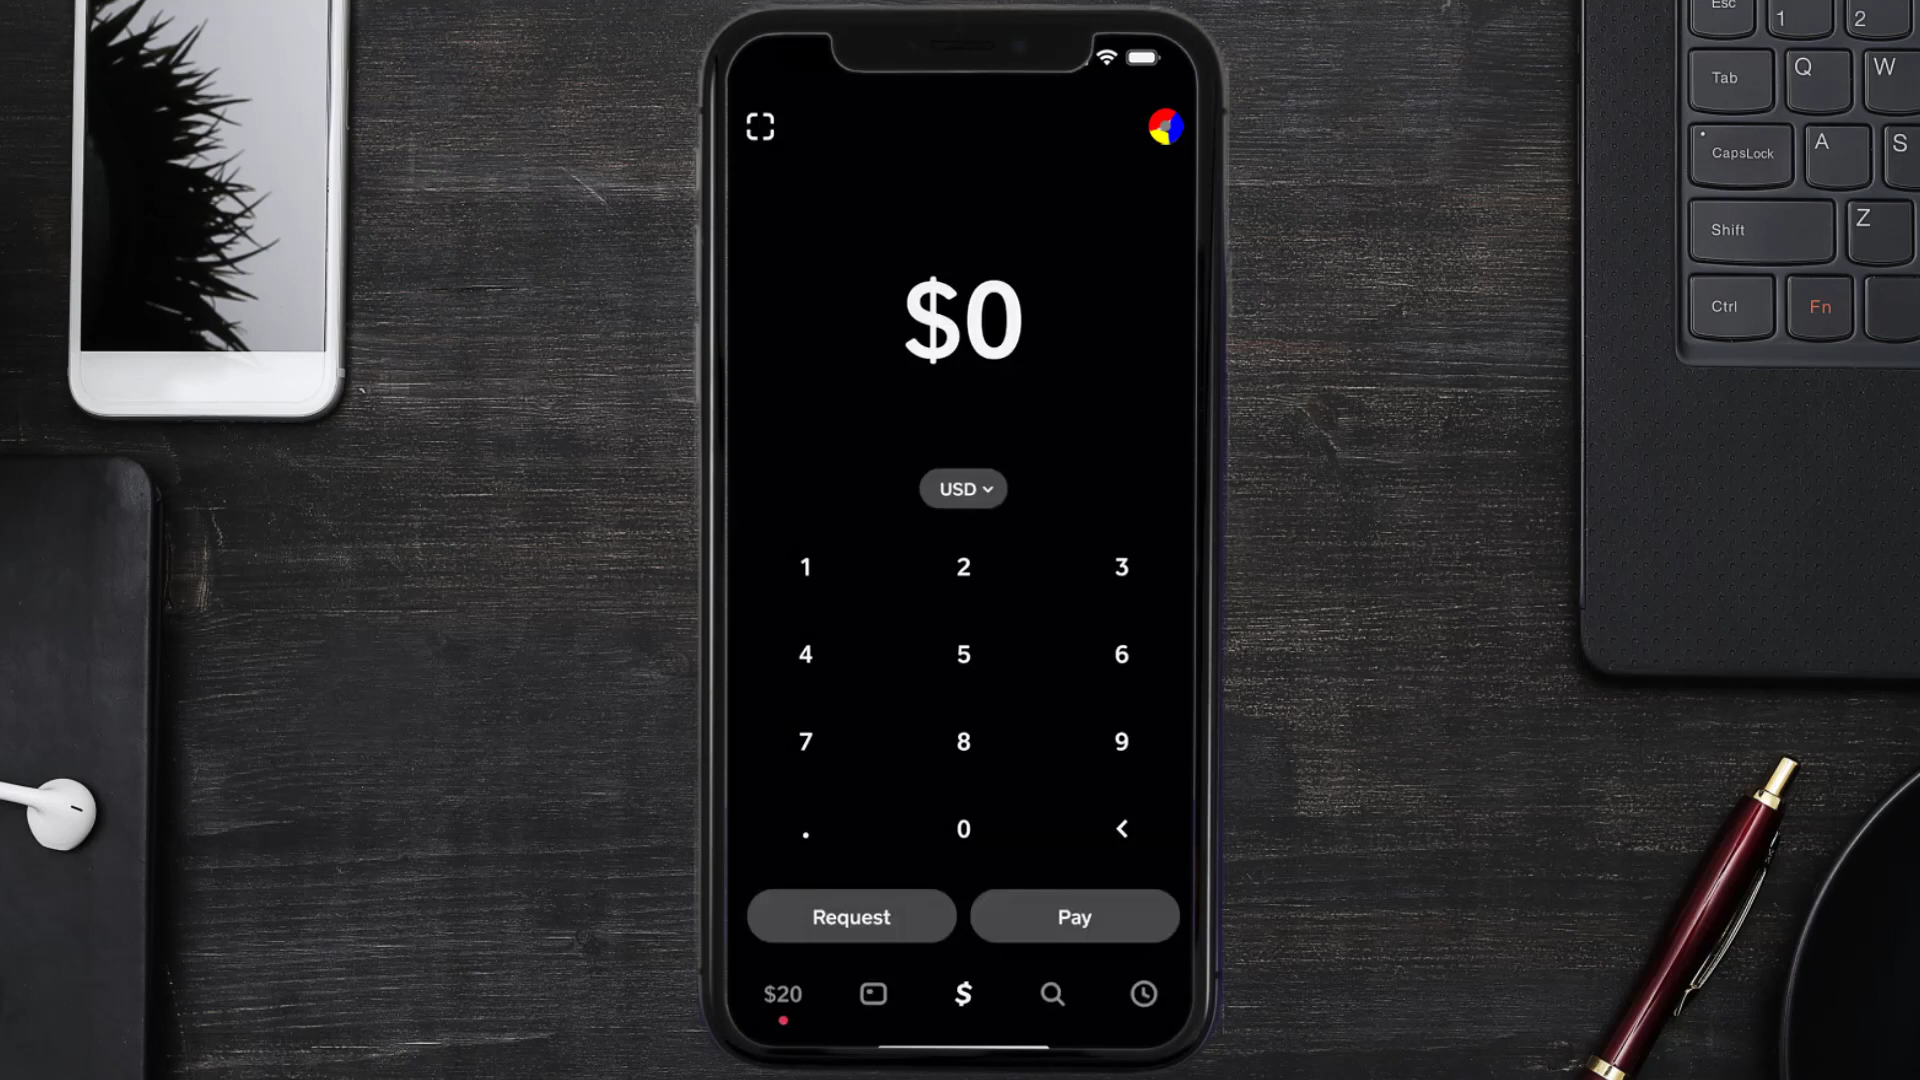 $0
USD
1 2 3
4 5 6
7 8 9
. 0 <
Request Pay
$20 $
Esc 1 2
Tab Q W
CapsLock A S
Shift Z
Ctrl Fn